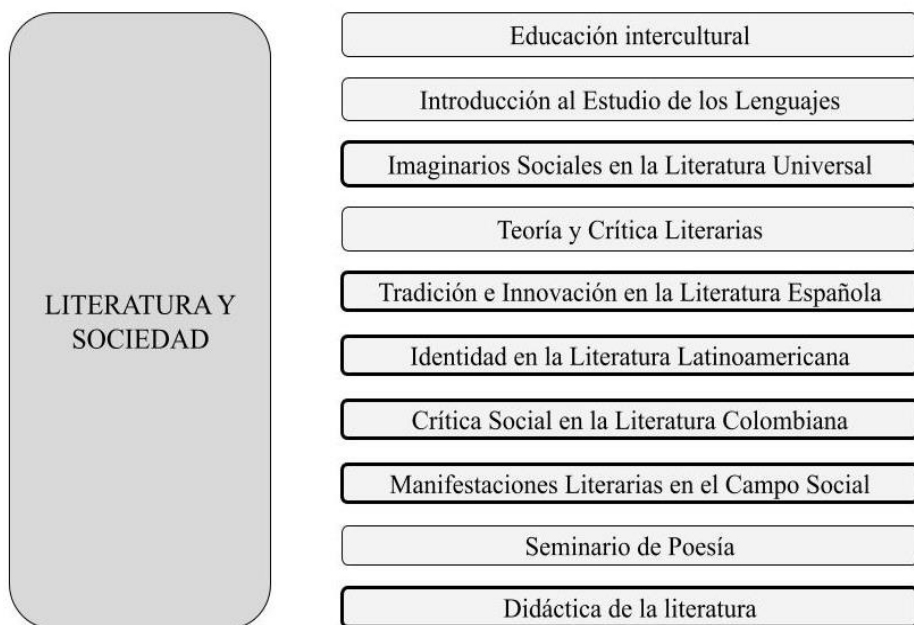 LITERATURA Y
SOCIEDAD
Educación intercultural
Introducción al Estudio de los Lenguajes
Imaginarios Sociales en la Literatura Universal
Teoría y Crítica Literarias
Tradición e Innovación en la Literatura Española
Identidad en la Literatura Latinoamericana
Crítica Social en la Literatura Colombiana
Manifestaciones Literarias en el Campo Social
Seminario de Poesía
Didáctica de la literatura